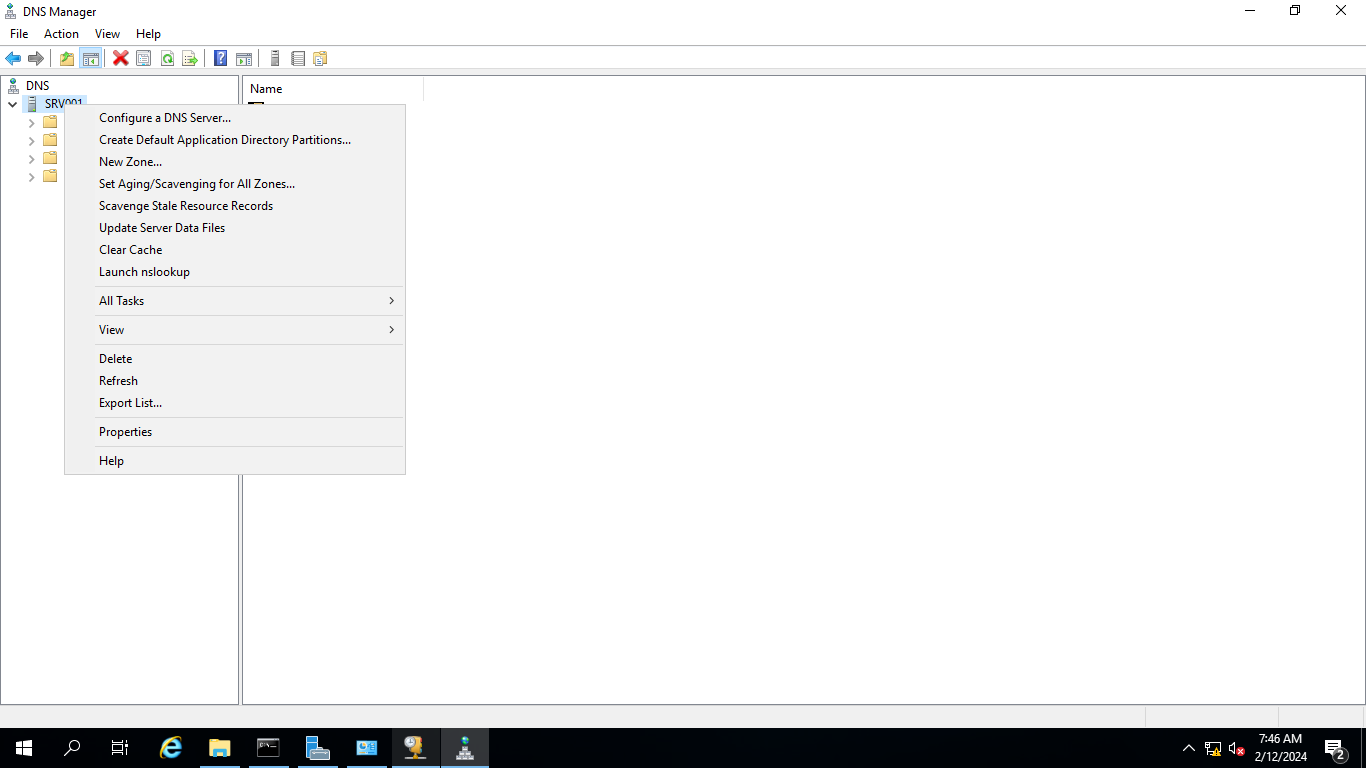 DNS Manager
File Action View Help
DNS
Name
SRV001
Configure a DNS Server...
Create Default Application Directory Partitions...
New Zone...
Set Aging/Scavenging for All Zones...
Scavenge Stale Resource Records
Update Server Data Files
Clear Cache
Launch nslookup
All Tasks
View
Delete
Refresh
Export List...
Properties
Help
7:46 AM
2/12/2024
2